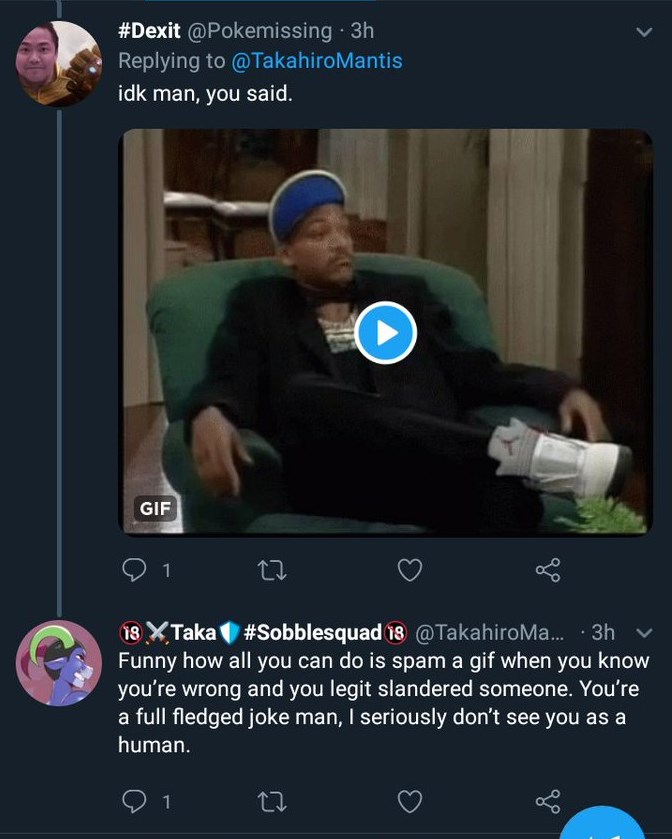 #Dexit @Pokemissing · 3h
Replying to @TakahiroMantis
idk man, you said.
GIF
1
🔞⚔️Taka🛡️#Sobblesquad🔞 @TakahiroMa... · 3h
Funny how all you can do is spam a gif when you know
you’re wrong and you legit slandered someone. You’re
a full fledged joke man, I seriously don’t see you as a
human.
1